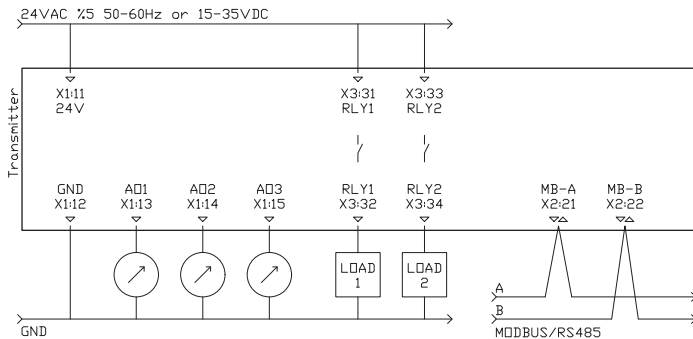 24VAC %5 50-60Hz or 15-35VDC
Transmitter
X1:11
24V
X3:31
RLY1
X3:33
RLY2
GND
X1:12
AO1
X1:13
AO2
X1:14
AO3
X1:15
RLY1
X3:32
RLY2
X3:34
MB-A
X2:21
MB-B
X2:22
LOAD
1
LOAD
2
A
B
GND
MODBUS/RS485